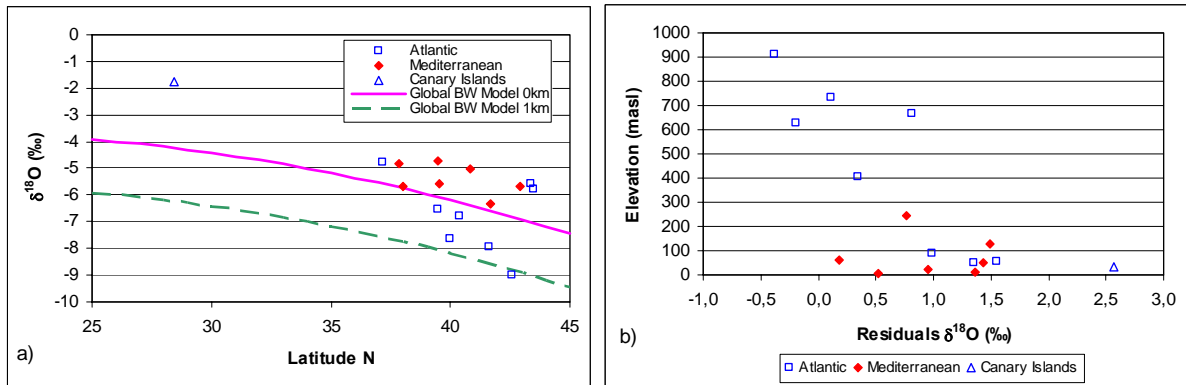 0
-1
-2
-3
-4
-5
-6
-7
-8
-9
-10
δ18O (‰)
25 30 35 40 45
Latitude N
a)
Atlantic
Mediterranean
Canary Islands
Global BW Model 0km
Global BW Model 1km
1000
900
800
700
600
500
400
300
200
100
0
Elevation (masl)
-1,0 -0,5 0,0 0,5 1,0 1,5 2,0 2,5 3,0
Residuals δ18O (‰)
b)
Atlantic Mediterranean Canary Islands